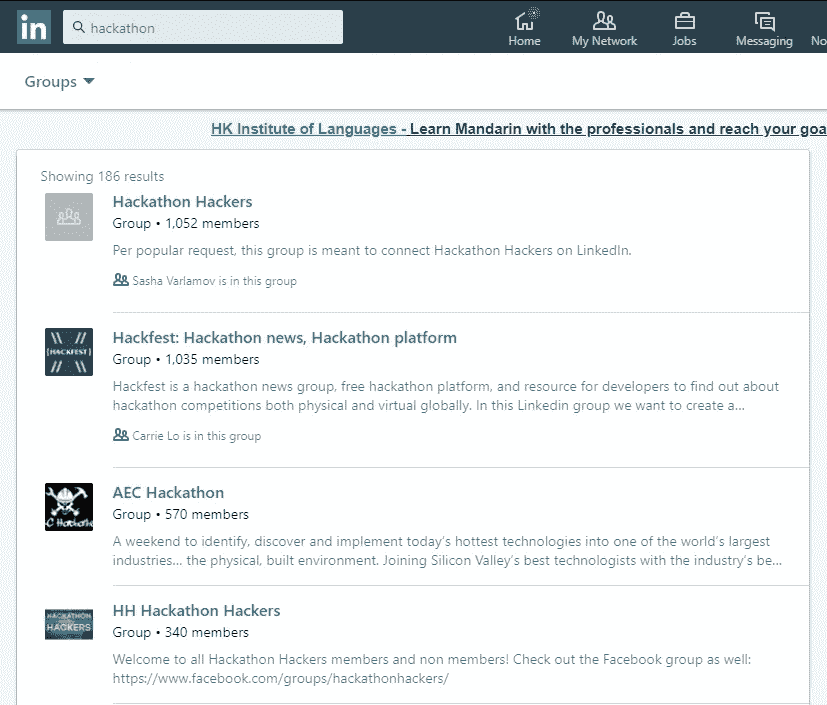 in
hackathon
Home
My Network
Jobs
Messaging
No
Groups
HK Institute of Languages - Learn Mandarin with the professionals and reach your goa
Showing 186 results
Hackathon Hackers
Group • 1,052 members
Per popular request, this group is meant to connect Hackathon Hackers on LinkedIn.
Sasha Varlamov is in this group
[HACKFEST]
Hackfest: Hackathon news, Hackathon platform
Group • 1,035 members
Hackfest is a hackathon news group, free hackathon platform, and resource for developers to find out about
hackathon competitions both physical and virtual globally. In this Linkedin group we want to create a...
Carrie Lo is in this group
C Hackathon
AEC Hackathon
Group • 570 members
A weekend to identify, discover and implement today's hottest technologies into one of the world's largest
industries... the physical, built environment. Joining Silicon Valley's best technologists with the industry's be...
HACKATHON
HACKERS
HH Hackathon Hackers
Group • 340 members
Welcome to all Hackathon Hackers members and non members! Check out the Facebook group as well:
https://www.facebook.com/groups/hackathonhackers/